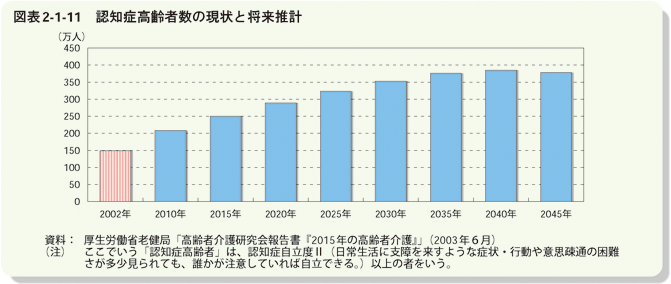 図表2-1-11 認知症高齢者数の現状と将来推計
(万人)
450
400
350
300
250
200
150
100
50
0
2002年 2010年 2015年 2020年 2025年 2030年 2035年 2040年 2045年
資料: 厚生労働省老健局「高齢者介護研究会報告書『2015年の高齢者介護』」(2003年6月)
(注) ここでいう「認知症高齢者」は、認知症自立度Ⅱ(日常生活に支障を来すような症状・行動や意思疎通の困難
さが多少見られても、誰かが注意していれば自立できる。)以上の者をいう。